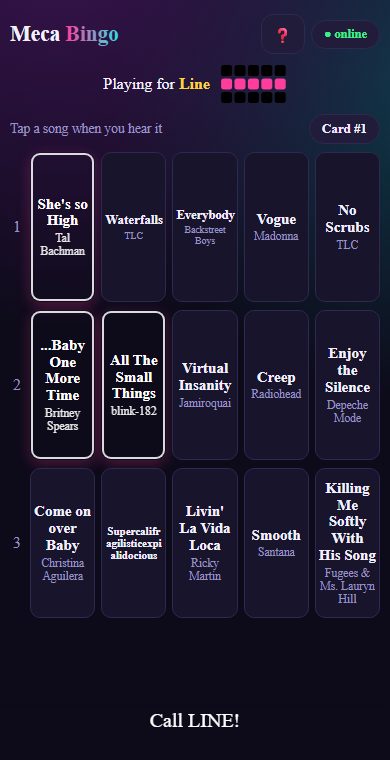 Meca Bingo
❓
● online
Playing for Line
Tap a song when you hear it
Card #1
1
She's so
High
Tal
Bachman
Waterfalls
TLC
Everybody
Backstreet
Boys
Vogue
Madonna
No
Scrubs
TLC
2
...Baby
One
More
Time
Britney
Spears
All The
Small
Things
blink-182
Virtual
Insanity
Jamiroquai
Creep
Radiohead
Enjoy
the
Silence
Depeche
Mode
3
Come on
over
Baby
Christina
Aguilera
Supercalifr
agilisticexpi
alidocious
Livin'
La Vida
Loca
Ricky
Martin
Smooth
Santana
Killing
Me
Softly
With
His Song
Fugees &
Ms. Lauryn
Hill
Call LINE!